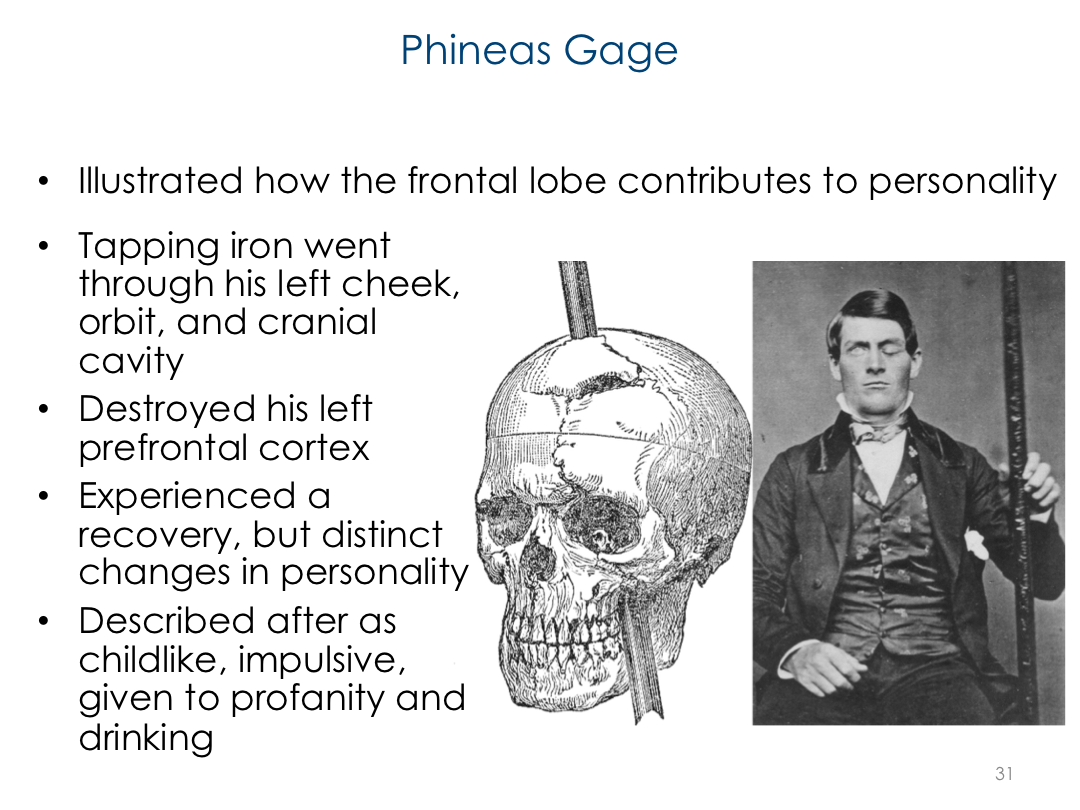 Phineas Gage
• Illustrated how the frontal lobe contributes to personality
• Tapping iron went
through his left cheek,
orbit, and cranial
cavity
• Destroyed his left
prefrontal cortex
• Experienced a
recovery, but distinct
changes in personality
• Described after as
childlike, impulsive,
given to profanity and
drinking
31